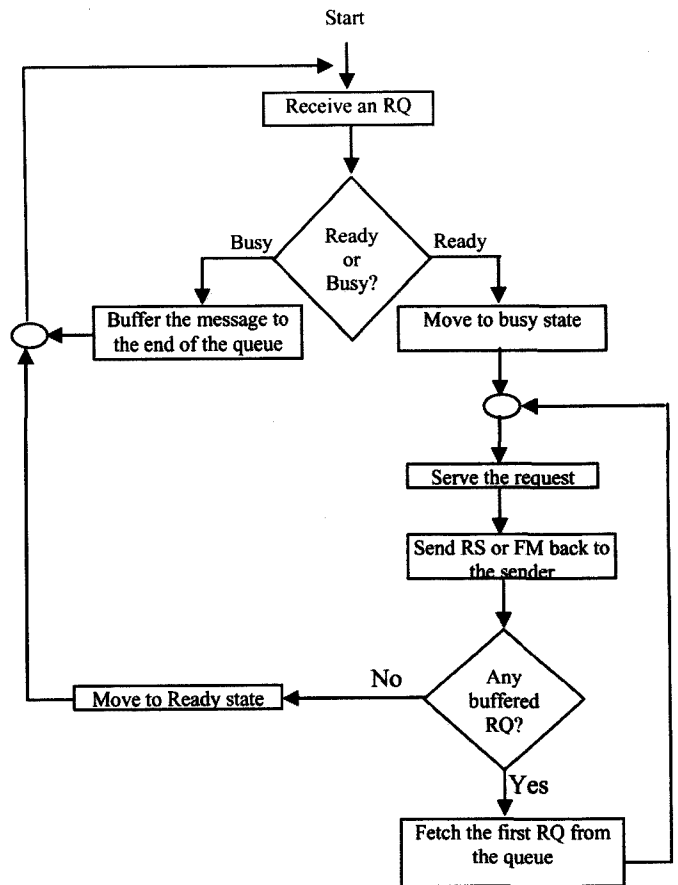 Start
Receive an RQ
Ready
or
Busy?
Busy
Ready
Buffer the message to
the end of the queue
Move to busy state
Serve the request
Send RS or FM back to
the sender
Any
buffered
RQ?
No
Move to Ready state
Yes
Fetch the first RQ from
the queue